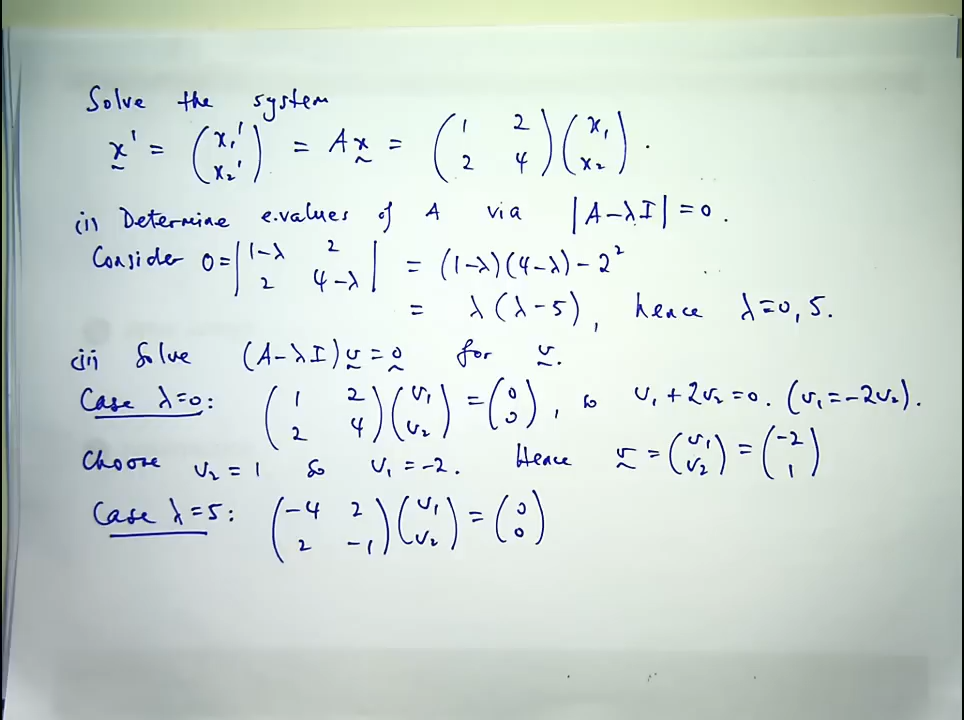 Solve the system
x' = (x₁' x₂') = Ax = (1 2 2 4)(x₁ x₂).
(i) Determine e.values of A via |A-λI| = 0.
Consider 0 = |1-λ 2 2 4-λ| = (1-λ)(4-λ) - 2²
= λ(λ-5), hence λ=0, 5.
(ii) Solve (A-λI)v = 0 for v.
Case λ=0: (1 2 2 4)(v₁ v₂) = (0 0), so v₁ + 2v₂ = 0. (v₁ = -2v₂).
Choose v₂ = 1 so v₁ = -2. Hence v = (v₁ v₂) = (-2 1)
Case λ=5: (-4 2 2 -1)(v₁ v₂) = (0 0)